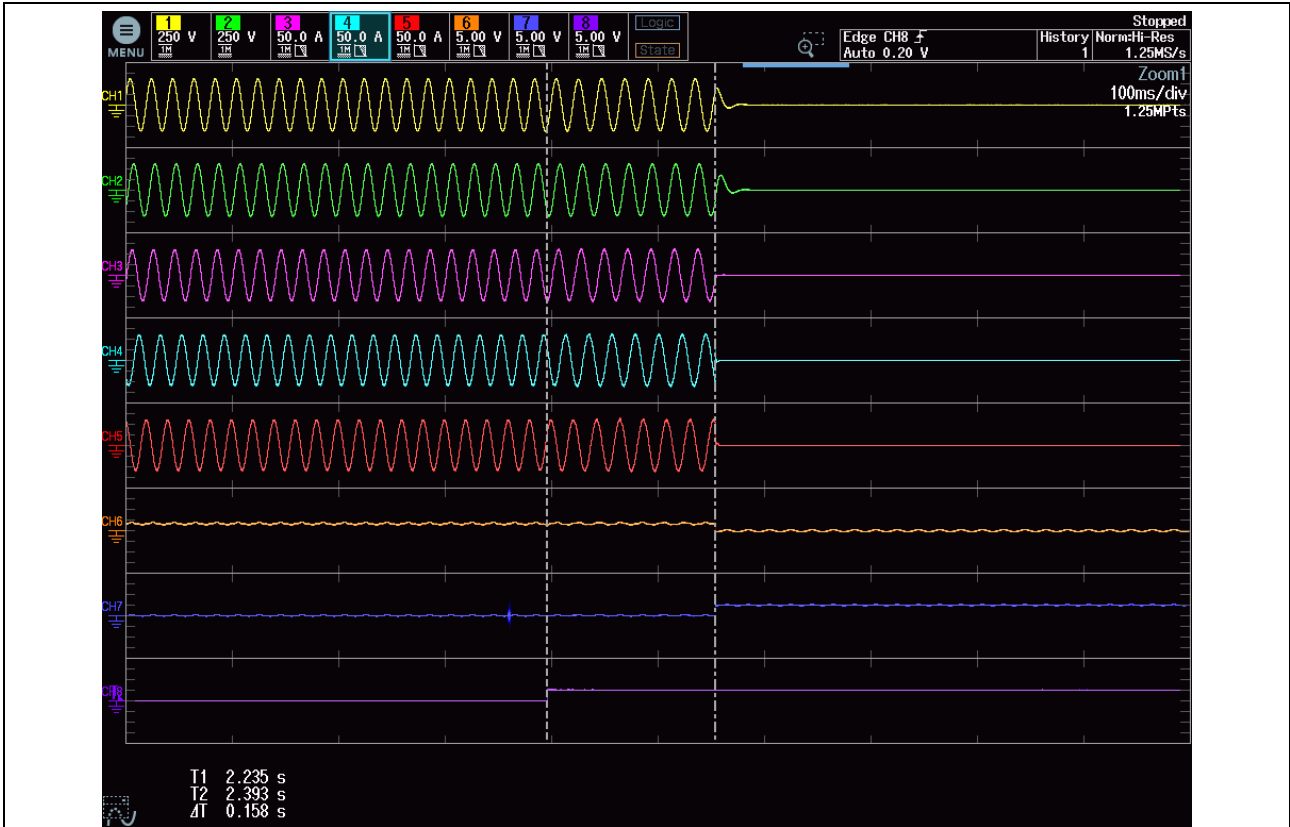 MENU
1 2 3 4 5 6 7 8
250 V 250 V 50.0 A 50.0 A 50.0 A 5.00 V 5.00 V 5.00 V
1M 1M 1M 1M 1M 1M 1M 1M
Logic
State
Stopped
Edge CH8
Auto 0.20 V
History Norm:Hi-Res
1 1.25MS/s
Zoom1
100ms/div
1.25MPts
CH1
CH2
CH3
CH4
CH5
CH6
CH7
T1 2.235 s
T2 2.393 s
ΔT 0.158 s